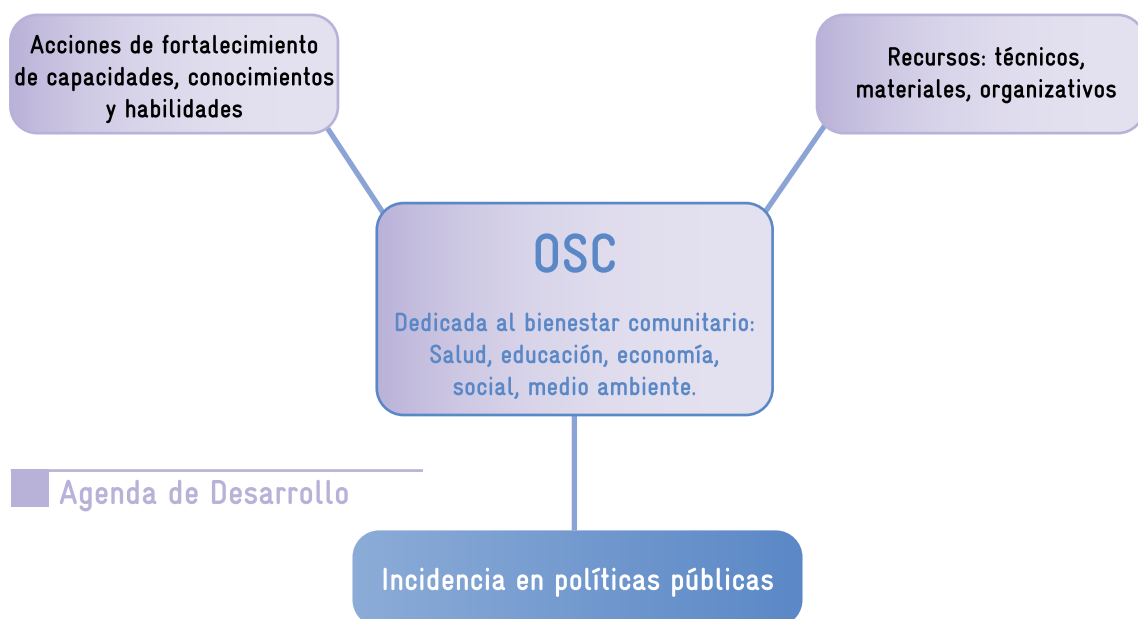 Acciones de fortalecimiento
de capacidades, conocimientos
y habilidades
Recursos: técnicos,
materiales, organizativos
OSC
Dedicada al bienestar comunitario:
Salud, educación, economía,
social, medio ambiente.
Agenda de Desarrollo
Incidencia en políticas públicas